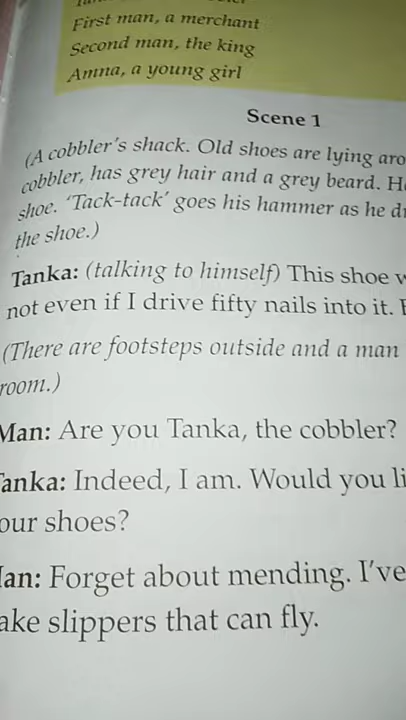 First man, a merchant
Second man, the king
Amna, a young girl
Scene 1
(A cobbler's shack. Old shoes are lying
cobbler, has grey hair and a grey beard.
shoe. 'Tack-tack' goes his hammer as he
the shoe.)
Tanka: (talking to himself) This shoe
not even if I drive fifty nails into it.
(There are footsteps outside and a man
room.)
Man: Are you Tanka, the cobbler?
Tanka: Indeed, I am. Would you
our shoes?
Man: Forget about mending. I've
ake slippers that can fly.